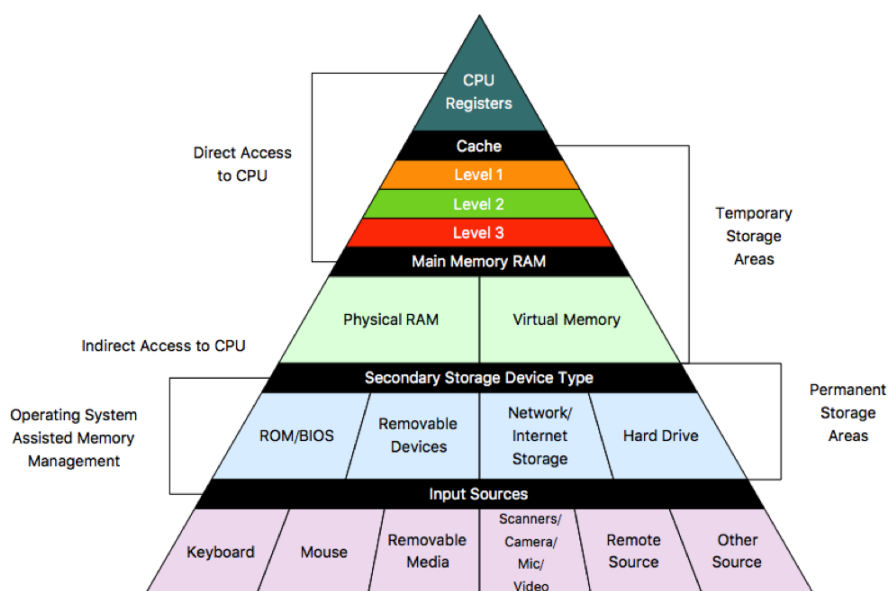 CPU
Registers
Cache
Direct Access
to CPU
Level 1
Level 2
Level 3
Temporary
Storage
Areas
Main Memory RAM
Physical RAM
Virtual Memory
Indirect Access to CPU
Secondary Storage Device Type
Operating System
Assisted Memory
Management
ROM/BIOS
Removable
Devices
Network/
Internet
Storage
Hard Drive
Permanent
Storage
Areas
Input Sources
Keyboard
Mouse
Removable
Media
Scanners/
Camera/
Mic/
Video
Remote
Source
Other
Source